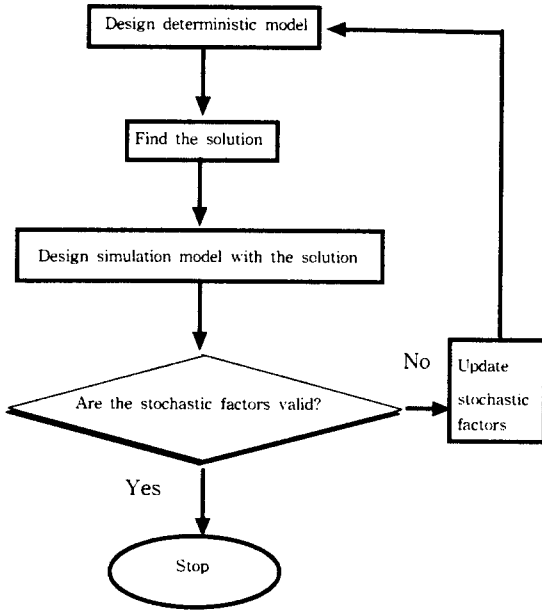 Design deterministic model
Find the solution
Design simulation model with the solution
Are the stochastic factors valid?
No
Update
stochastic
factors
Yes
Stop